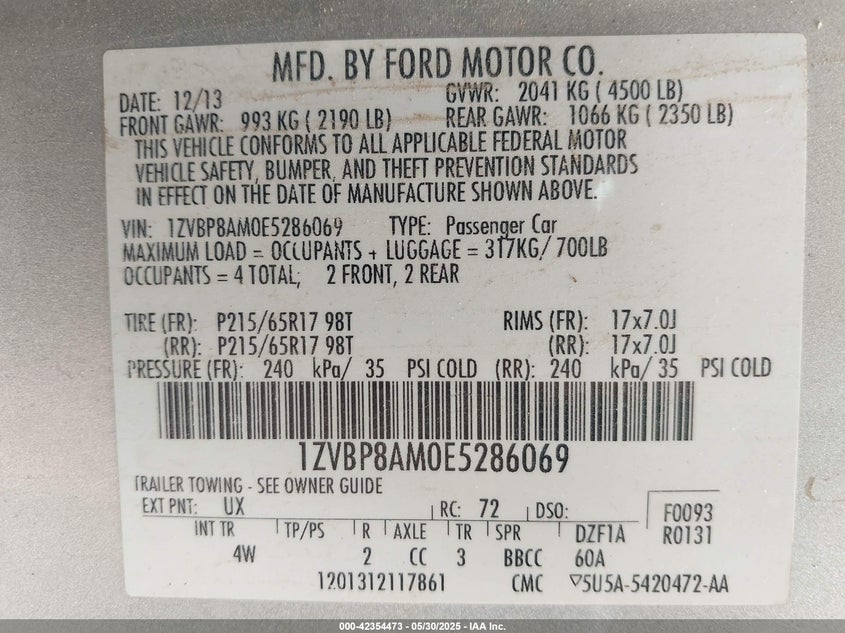 MFD. BY FORD MOTOR CO.
DATE: 12/13 GVWR: 2041 KG ( 4500 LB)
FRONT GAWR: 993 KG ( 2190 LB) REAR GAWR: 1066 KG ( 2350 LB)
THIS VEHICLE CONFORMS TO ALL APPLICABLE FEDERAL MOTOR
VEHICLE SAFETY, BUMPER, AND THEFT PREVENTION STANDARDS
IN EFFECT ON THE DATE OF MANUFACTURE SHOWN ABOVE.
VIN: 1ZVBP8AM0E5286069 TYPE: Passenger Car
MAXIMUM LOAD = OCCUPANTS + LUGGAGE = 317KG/ 700LB
OCCUPANTS = 4 TOTAL; 2 FRONT, 2 REAR
TIRE (FR): P215/65R17 98T RIMS (FR): 17x7.0J
(RR): P215/65R17 98T (RR): 17x7.0J
PRESSURE (FR): 240 kPa/ 35 PSI COLD (RR): 240 kPa/ 35 PSI COLD
1ZVBP8AM0E5286069
TRAILER TOWING - SEE OWNER GUIDE
EXT PNT: UX RC: 72 DSO: F0093
INT TR TP/PS R AXLE TR SPR DZF1A R0131
4W 2 CC 3 BBCC 60A
1201312117861 CMC ▽5U5A-5420472-AA
000-42354473 - 05/30/2025 - IAA Inc.